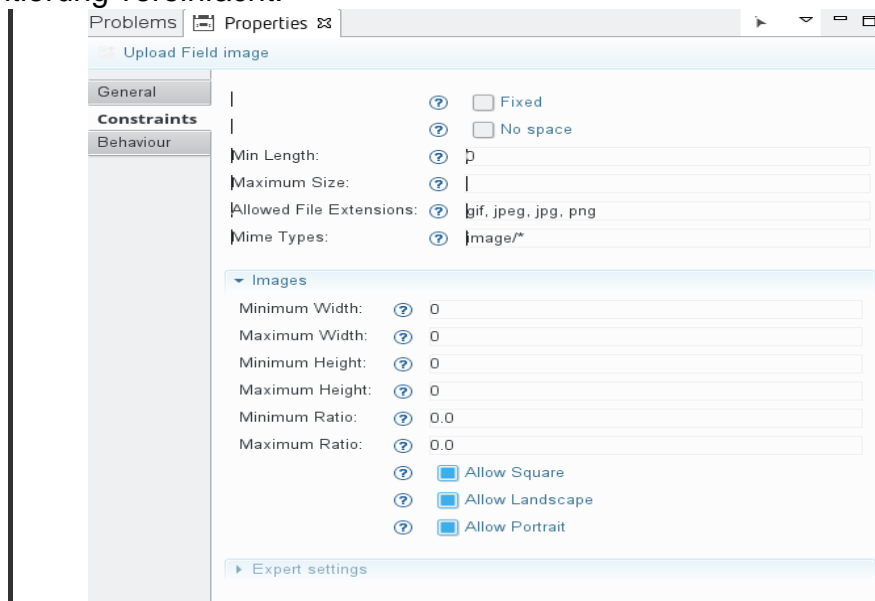 Problems Properties
Upload Field image
General
Fixed
Constraints
No space
Behaviour
Min Length: 0
Maximum Size:
Allowed File Extensions: gif, jpeg, jpg, png
Mime Types: image/*
Images
Minimum Width: 0
Maximum Width: 0
Minimum Height: 0
Maximum Height: 0
Minimum Ratio: 0.0
Maximum Ratio: 0.0
Allow Square
Allow Landscape
Allow Portrait
Expert settings